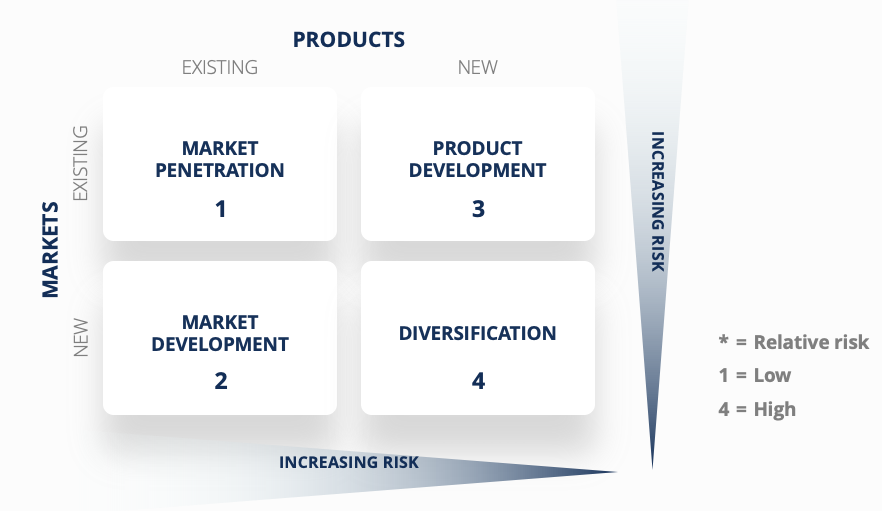 PRODUCTS
EXISTING
NEW
MARKETS
EXISTING
NEW
MARKET
PENETRATION
1
PRODUCT
DEVELOPMENT
3
MARKET
DEVELOPMENT
2
DIVERSIFICATION
4
INCREASING RISK
INCREASING RISK
* = Relative risk
1 = Low
4 = High